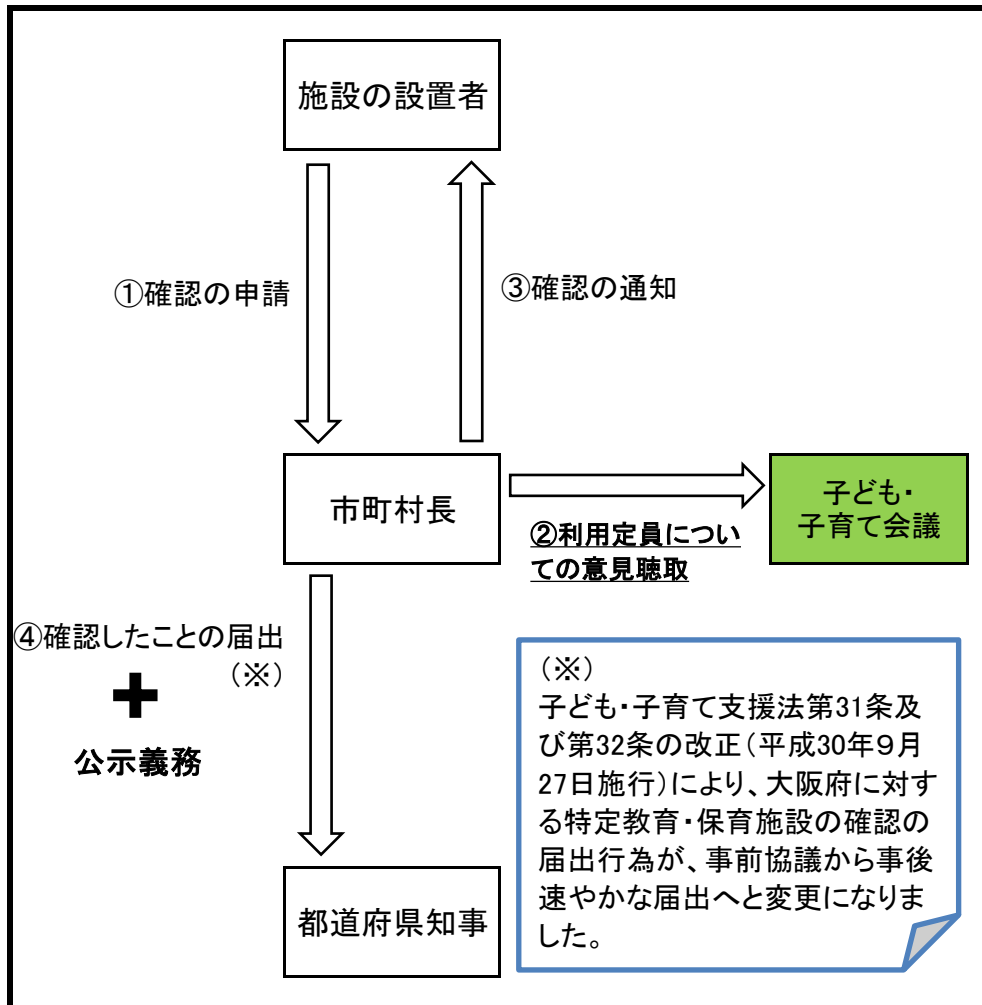 施設の設置者
①確認の申請
③確認の通知
市町村長
子ども・
子育て会議
②利用定員につい
ての意見聴取
④確認したことの届出
(※)
+
公示義務
(※)
子ども・子育て支援法第31条及
び第32条の改正(平成30年9月
27日施行)により、大阪府に対す
る特定教育・保育施設の確認の
届出行為が、事前協議から事後
速やかな届出へと変更になりま
した。
都道府県知事